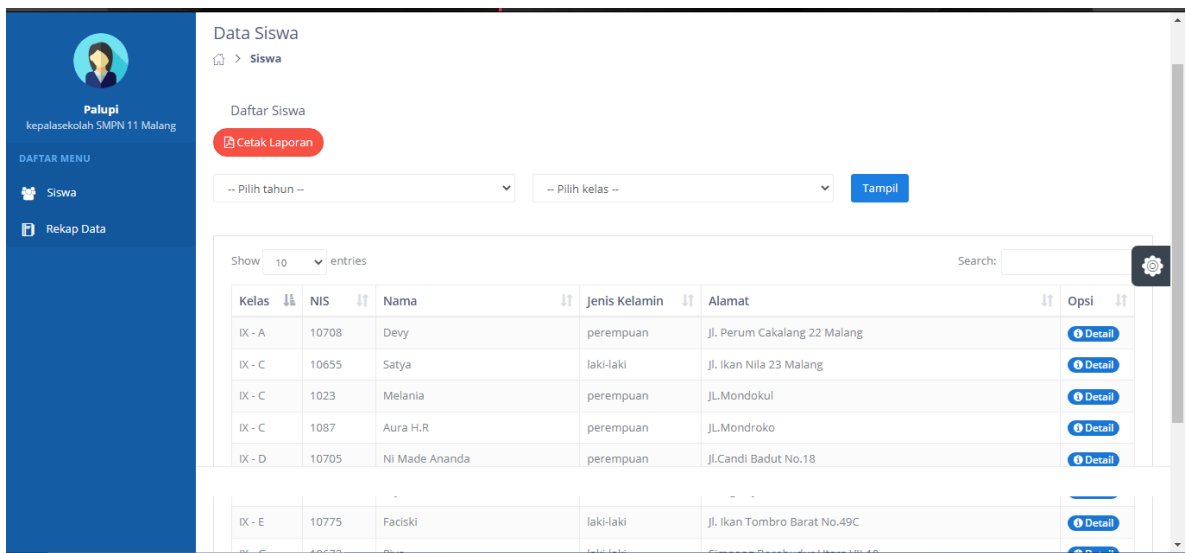 Data Siswa
> Siswa
Palupi
kepalasekolah SMPN 11 Malang
DAFTAR MENU
Siswa
Rekap Data
Daftar Siswa
Cetak Laporan
-- Pilih tahun -- -- Pilih kelas -- Tampil
Show 10 entries Search:
Kelas NIS Nama Jenis Kelamin Alamat Opsi
IX - A 10708 Devy perempuan Jl. Perum Cakalang 22 Malang Detail
IX - C 10655 Satya laki-laki Jl. Ikan Nila 23 Malang Detail
IX - C 1023 Melania perempuan JL.Mondokul Detail
IX - C 1087 Aura H.R perempuan JL.Mondroko Detail
IX - D 10705 Ni Made Ananda perempuan Jl.Candi Badut No.18 Detail
IX - E 10775 Faciski laki-laki Jl. Ikan Tombro Barat No.49C Detail